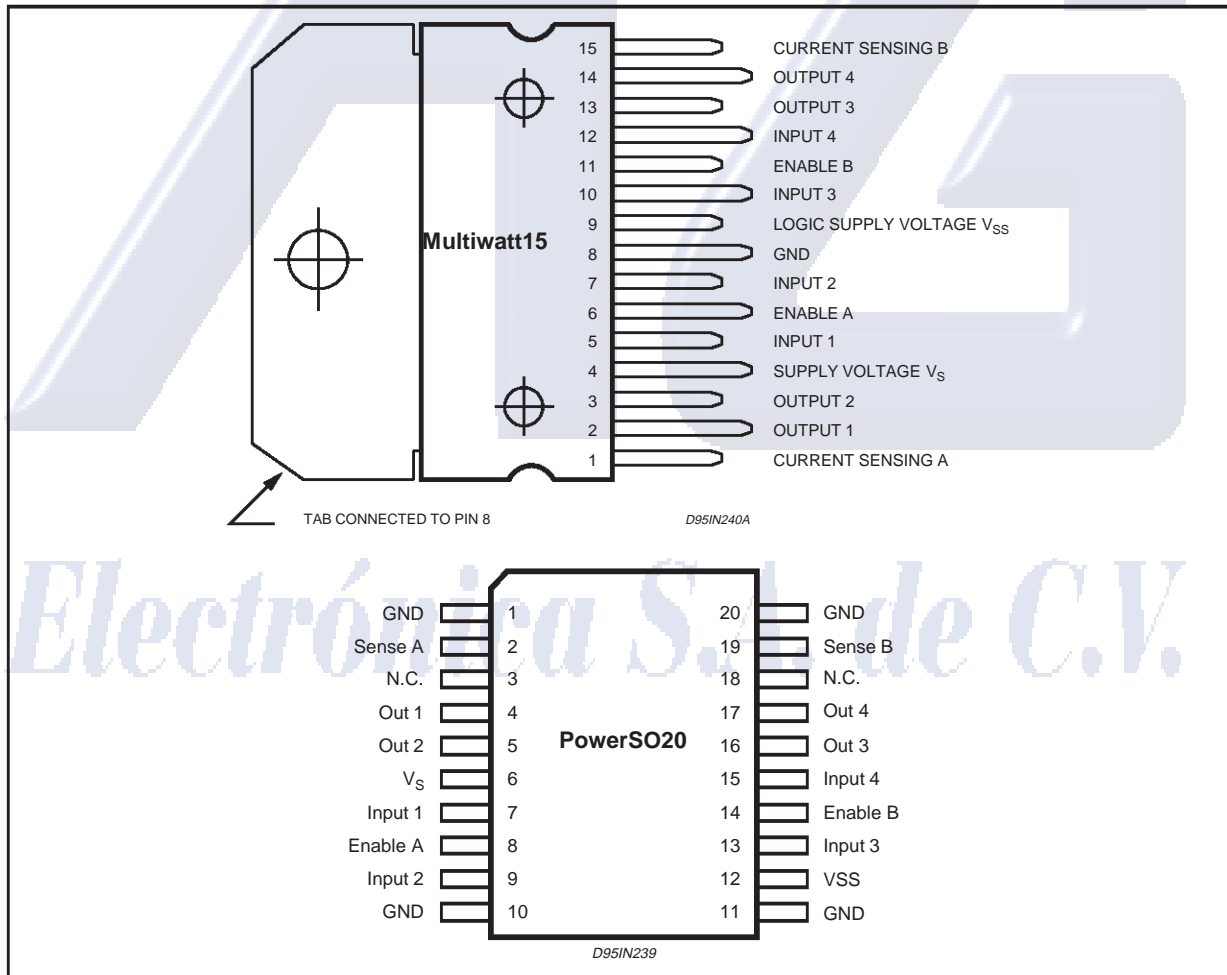 15 CURRENT SENSING B
14 OUTPUT 4
13 OUTPUT 3
12 INPUT 4
11 ENABLE B
10 INPUT 3
9 LOGIC SUPPLY VOLTAGE VSS
Multiwatt15
8 GND
7 INPUT 2
6 ENABLE A
5 INPUT 1
4 SUPPLY VOLTAGE VS
3 OUTPUT 2
2 OUTPUT 1
1 CURRENT SENSING A
TAB CONNECTED TO PIN 8
D95IN240A
Electrónica S.A. de C.V.
GND 1 20 GND
Sense A 2 19 Sense B
N.C. 3 18 N.C.
Out 1 4 17 Out 4
PowerSO20
Out 2 5 16 Out 3
VS 6 15 Input 4
Input 1 7 14 Enable B
Enable A 8 13 Input 3
Input 2 9 12 VSS
GND 10 11 GND
D95IN239